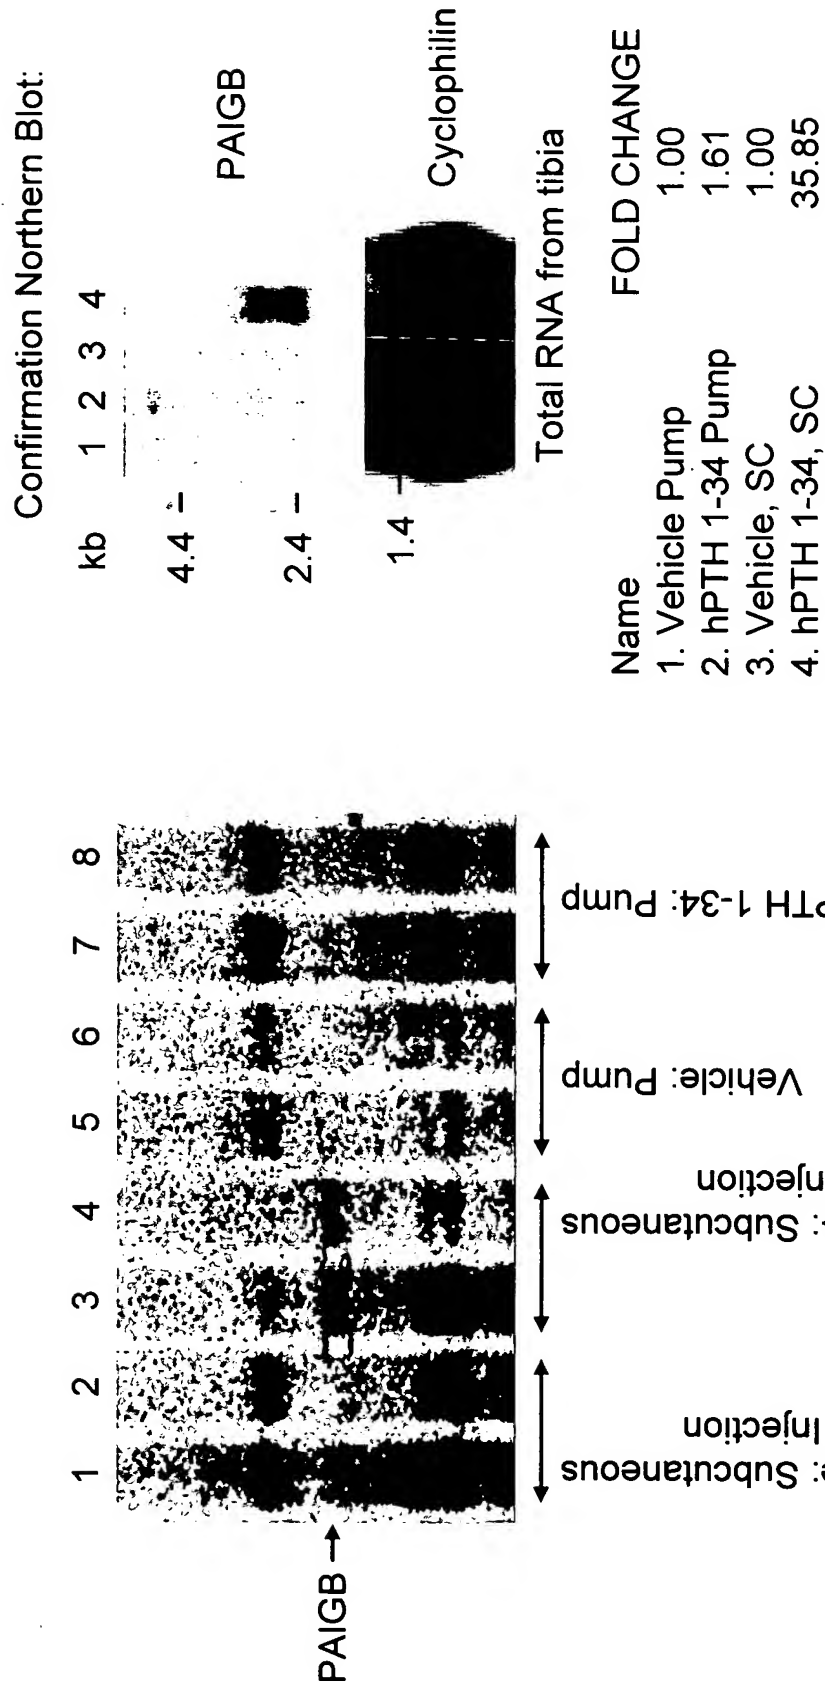 1 2 3 4 5 6 7 8
PAIGB
Subcutaneous
Injection
: Subcutaneous
Vehicle: Pump
PTH 1-34: Pump
Confirmation Northern Blot:
kb 1 2 3 4
4.4
2.4
PAIGB
1.4
Cyclophilin
Total RNA from tibia
Name FOLD CHANGE
1. Vehicle Pump 1.00
2. hPTH 1-34 Pump 1.61
3. Vehicle, SC 1.00
4. hPTH 1-34, SC 35.85